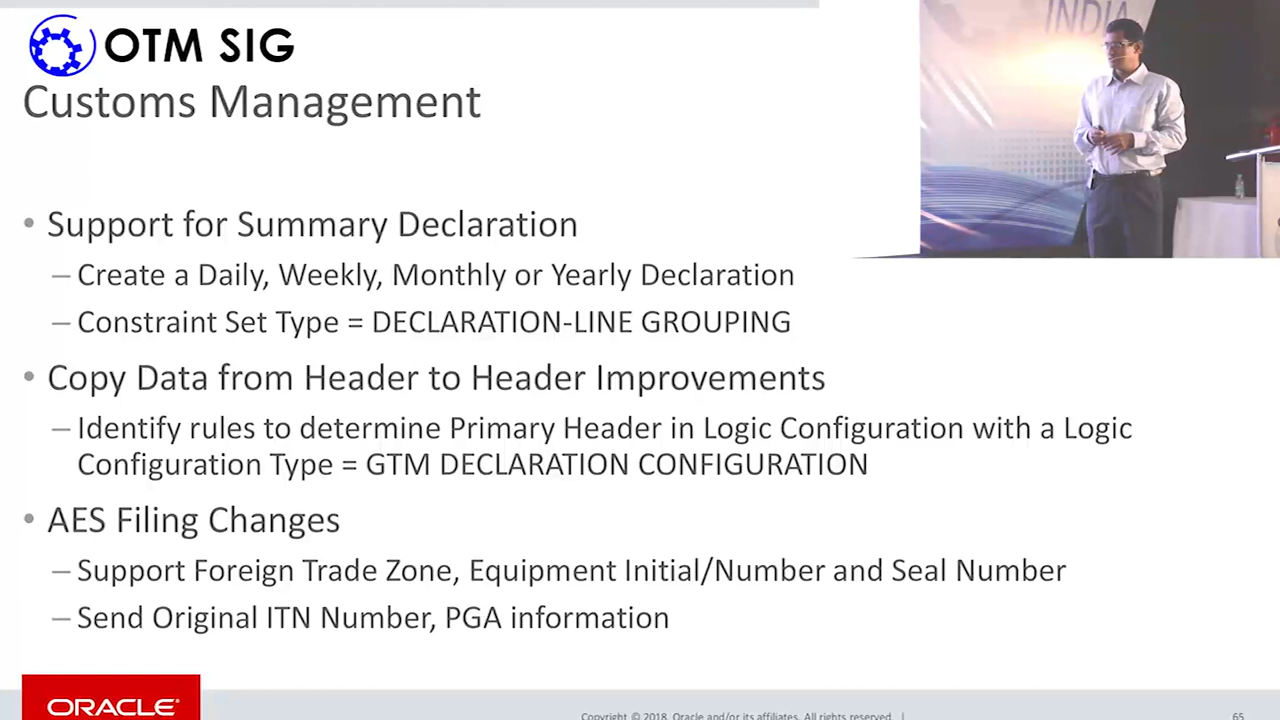 OTM SIG
INDIA
Customs Management
• Support for Summary Declaration
– Create a Daily, Weekly, Monthly or Yearly Declaration
– Constraint Set Type = DECLARATION-LINE GROUPING
• Copy Data from Header to Header Improvements
– Identify rules to determine Primary Header in Logic Configuration with a Logic
Configuration Type = GTM DECLARATION CONFIGURATION
• AES Filing Changes
– Support Foreign Trade Zone, Equipment Initial/Number and Seal Number
– Send Original ITN Number, PGA information
ORACLE®
Copyright © 2018, Oracle and/or its affiliates. All rights reserved. |
65